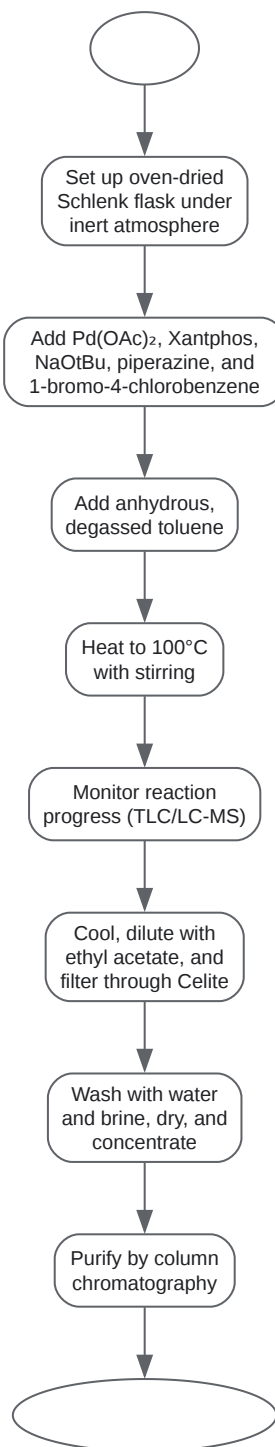 Set up oven-dried
Schlenk flask under
inert atmosphere
Add Pd(OAc)₂, Xantphos,
NaOtBu, piperazine, and
1-bromo-4-chlorobenzene
Add anhydrous,
degassed toluene
Heat to 100°C
with stirring
Monitor reaction
progress (TLC/LC-MS)
Cool, dilute with
ethyl acetate, and
filter through Celite
Wash with water
and brine, dry, and
concentrate
Purify by column
chromatography